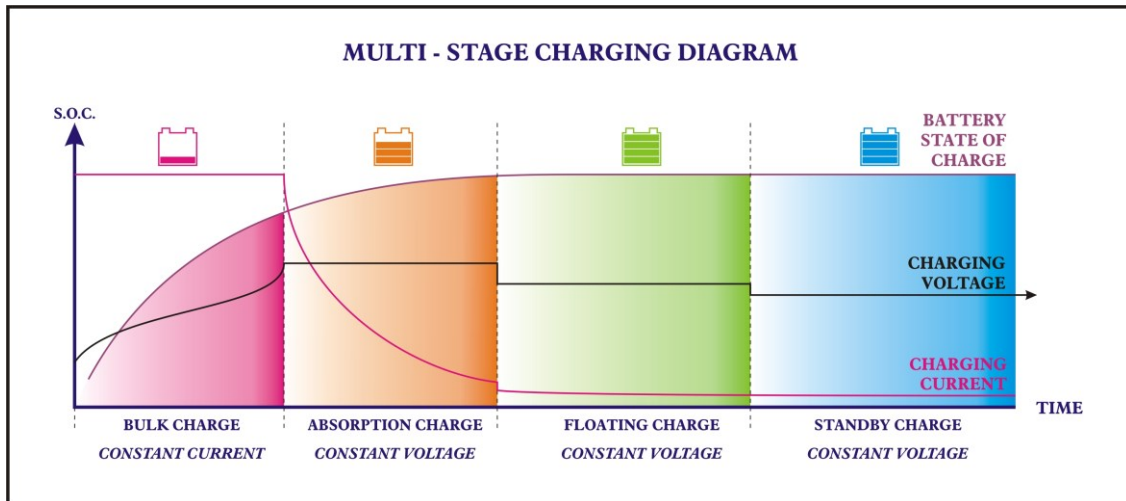 MULTI - STAGE CHARGING DIAGRAM
S.O.C.
BATTERY
STATE OF
CHARGE
CHARGING
VOLTAGE
CHARGING
CURRENT
TIME
BULK CHARGE
ABSORPTION CHARGE
FLOATING CHARGE
STANDBY CHARGE
CONSTANT CURRENT
CONSTANT VOLTAGE
CONSTANT VOLTAGE
CONSTANT VOLTAGE